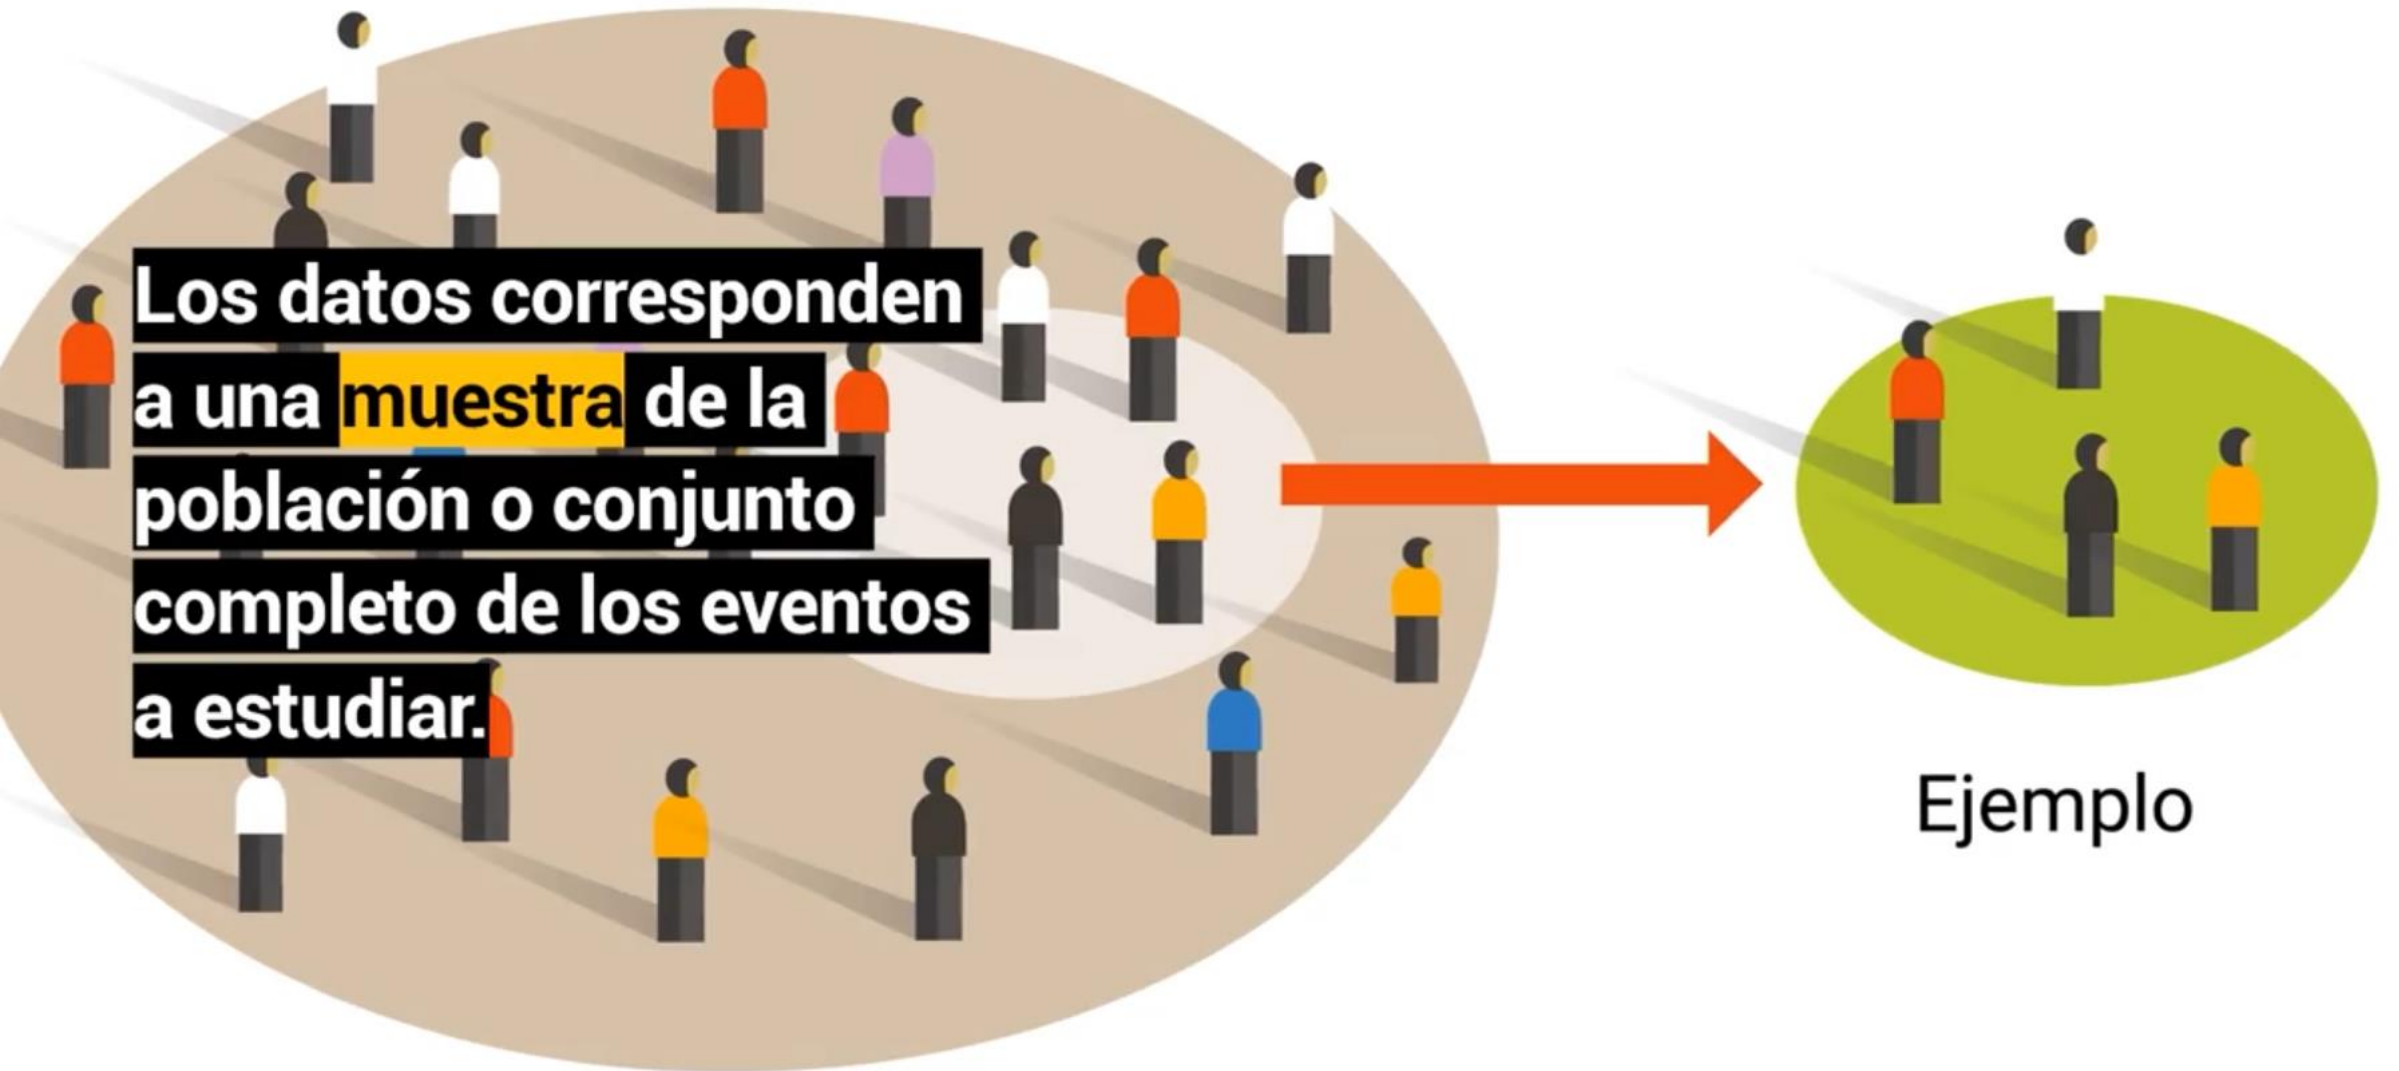 Los datos corresponden
a una muestra de la
población o conjunto
completo de los eventos
a estudiar.
Ejemplo